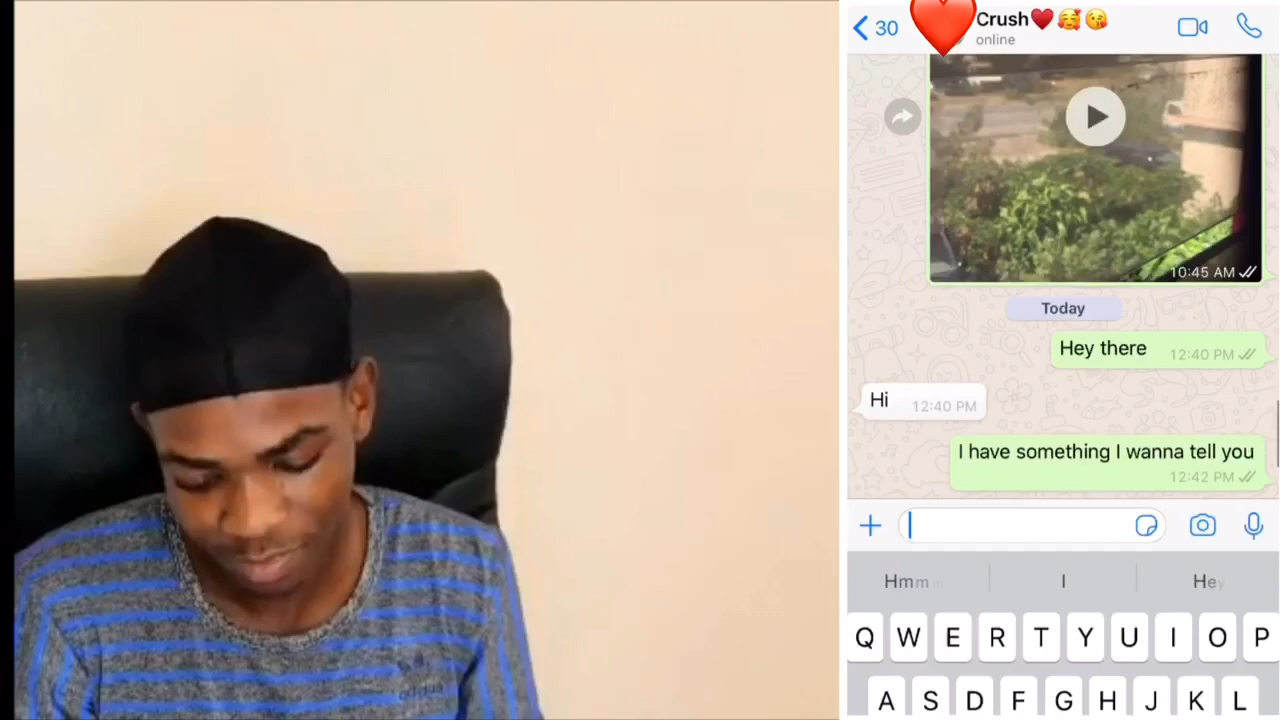 30
Crush♥️🥰😘
online
10:45 AM
Today
Hey there
12:40 PM
Hi
12:40 PM
I have something I wanna tell you
12:42 PM
Hmm
I
Hey
Q W E R T Y U I O P
A S D F G H J K L